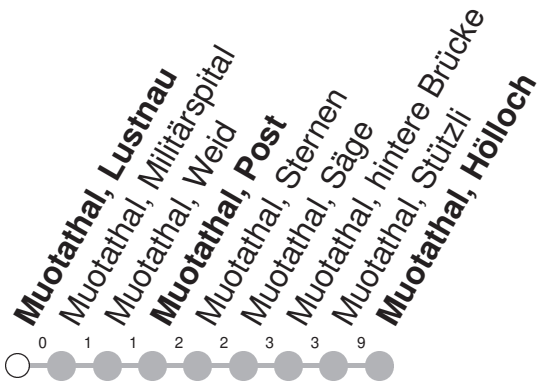 Muotathal, Lustnau
Muotathal, Militärspital
Muotathal, Weid
Muotathal, Post
Muotathal, Sternen
Muotathal, Säge
Muotathal, hintere Brücke
Muotathal, Stützli
Muotathal, Hölloch
0 1 1 2 2 3 3 9